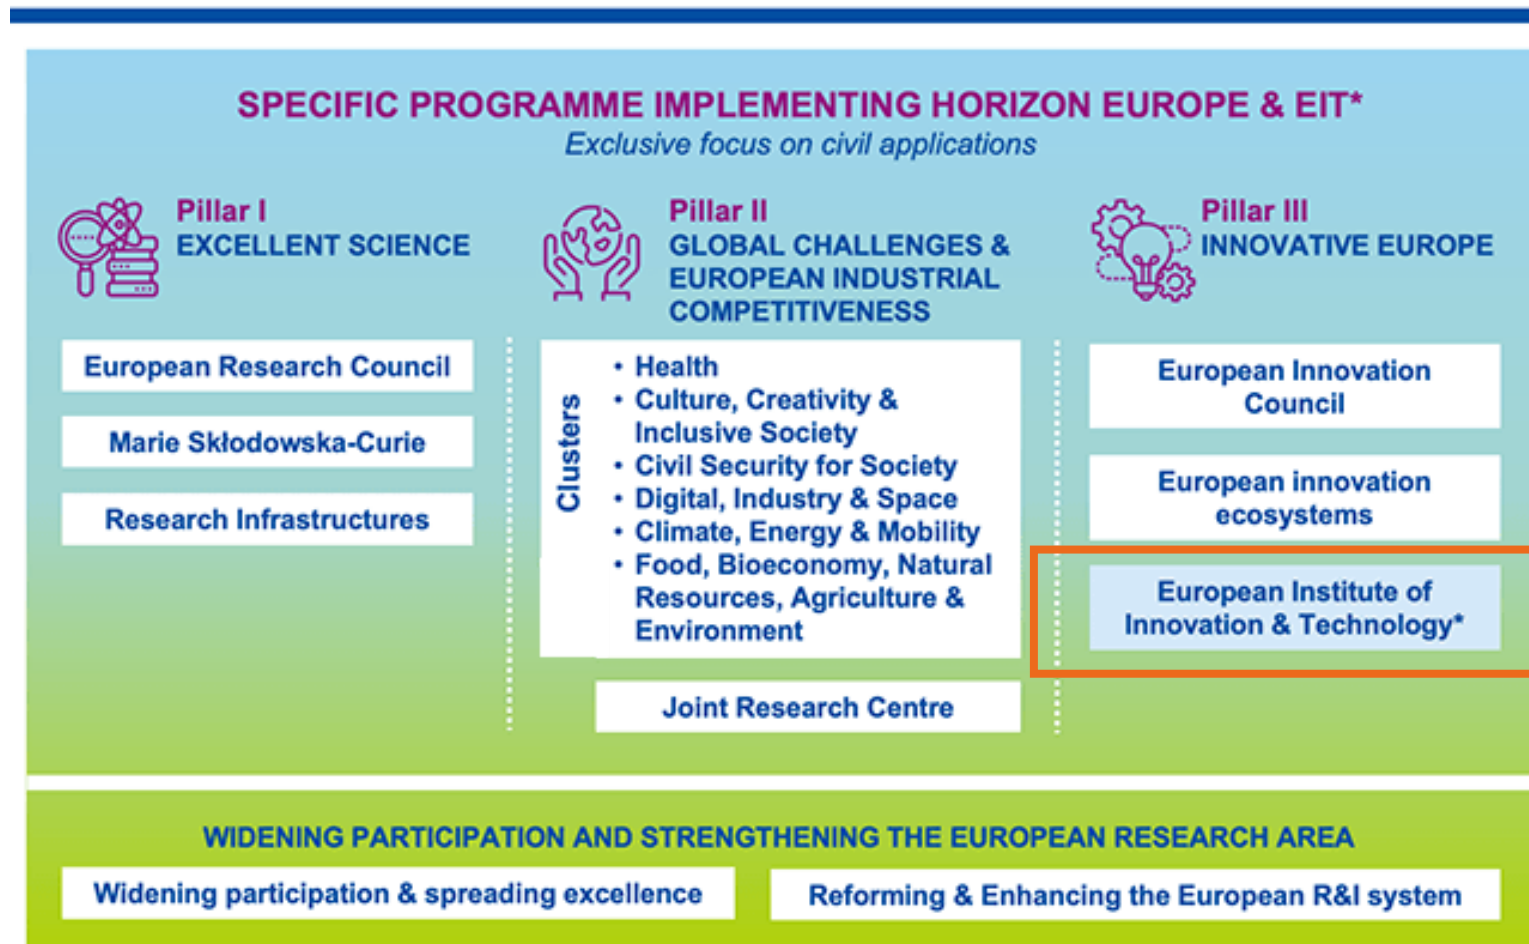 SPECIFIC PROGRAMME IMPLEMENTING HORIZON EUROPE & EIT*
Exclusive focus on civil applications
Pillar I
EXCELLENT SCIENCE
European Research Council
Marie Skłodowska-Curie
Research Infrastructures
Pillar II
GLOBAL CHALLENGES &
EUROPEAN INDUSTRIAL
COMPETITIVENESS
Clusters
• Health
• Culture, Creativity &
Inclusive Society
• Civil Security for Society
• Digital, Industry & Space
• Climate, Energy & Mobility
• Food, Bioeconomy, Natural
Resources, Agriculture &
Environment
Joint Research Centre
Pillar III
INNOVATIVE EUROPE
European Innovation
Council
European innovation
ecosystems
European Institute of
Innovation & Technology*
WIDENING PARTICIPATION AND STRENGTHENING THE EUROPEAN RESEARCH AREA
Widening participation & spreading excellence
Reforming & Enhancing the European R&I system